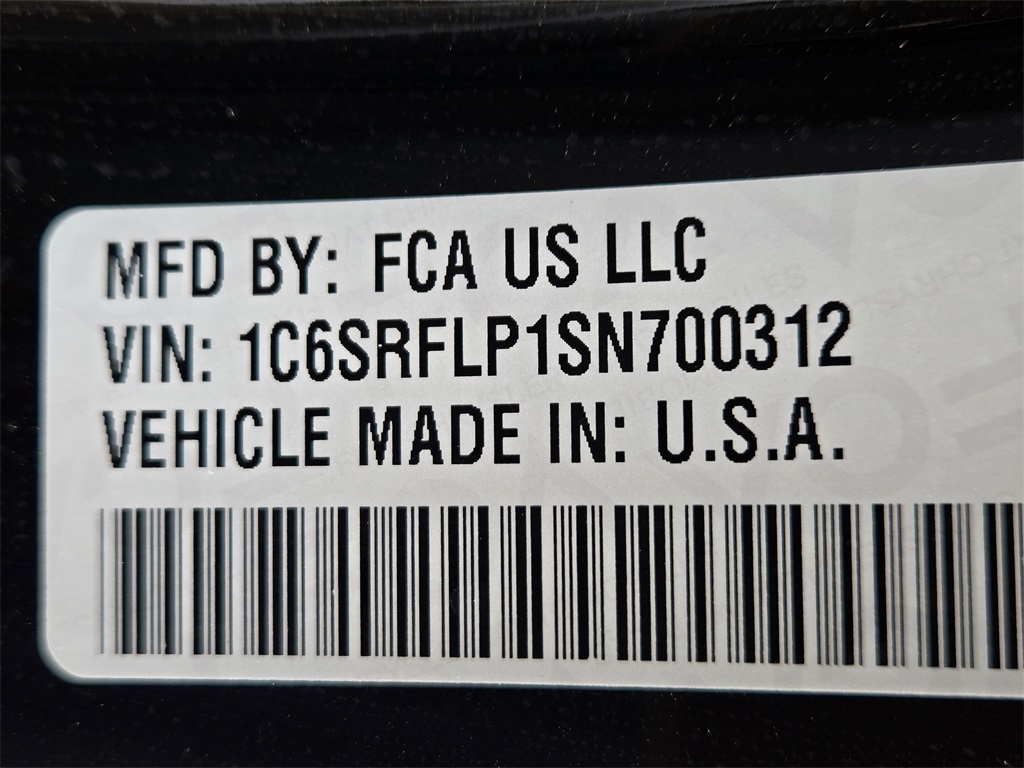 MFD BY: FCA US LLC
VIN: 1C6SRFLP1SN700312
VEHICLE MADE IN: U.S.A.